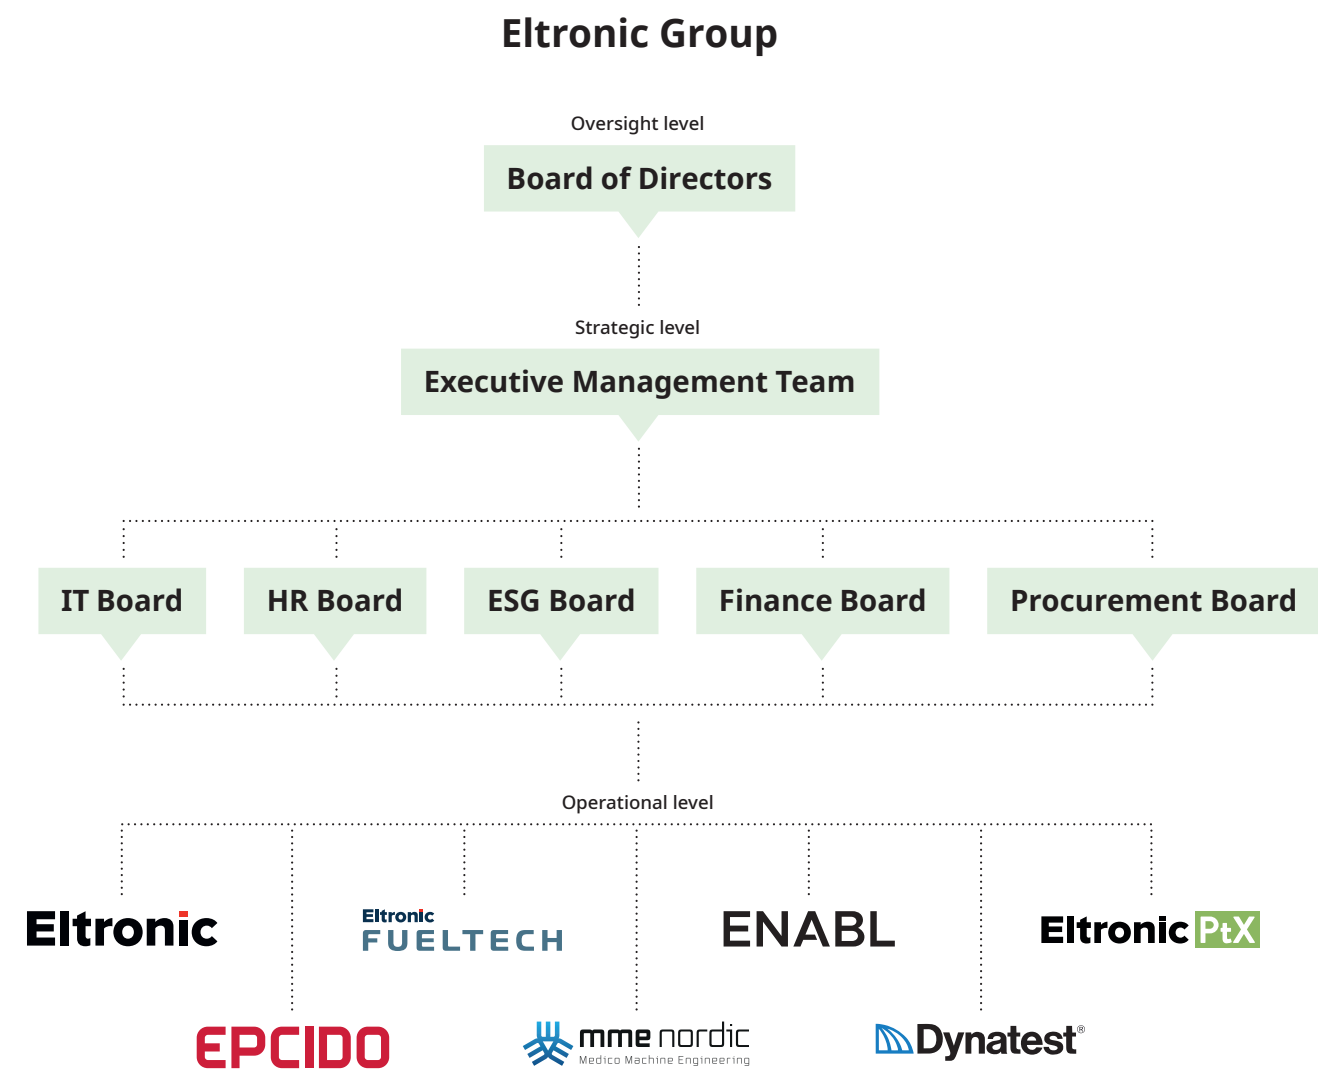 Eltronic Group
Oversight level
Board of Directors
Strategic level
Executive Management Team
IT Board
HR Board
ESG Board
Finance Board
Procurement Board
Operational level
Eltronic
Eltronic
FUELTECH
ENABL
Eltronic PtX
EPCIDO
mme nordic
Medico Machine Engineering
Dynatest®